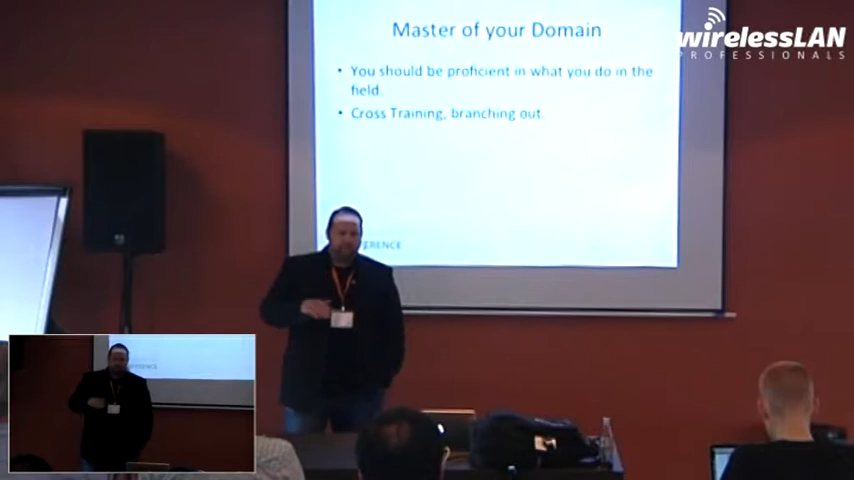 Master of your Domain
wirelessLAN
PROFESSIONALS
• You should be proficient in what you do in the
field.
• Cross Training, branching out.
ERENCE